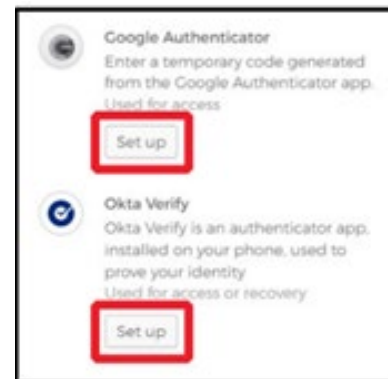 Google Authenticator
Enter a temporary code generated
from the Google Authenticator app.
Used for access
Set up
Okta Verify
Okta Verify is an authenticator app,
installed on your phone, used to
prove your identity
Used for access or recovery
Set up